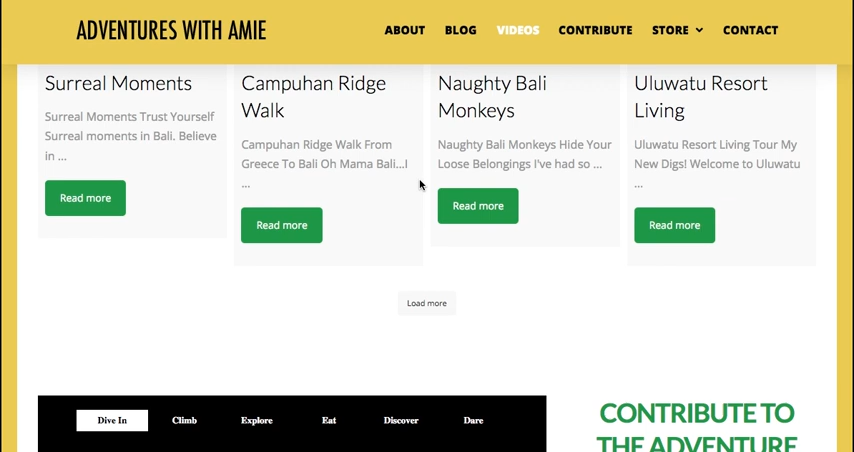 ADVENTURES WITH AMIE
ABOUT BLOG VIDEOS CONTRIBUTE STORE CONTACT
Surreal Moments
Surreal Moments Trust Yourself
Surreal moments in Bali. Believe
in ...
Read more
Campuhan Ridge
Walk
Campuhan Ridge Walk From
Greece To Bali Oh Mama Bali...I
...
Read more
Naughty Bali
Monkeys
Naughty Bali Monkeys Hide Your
Loose Belongings I've had so ...
Read more
Uluwatu Resort
Living
Uluwatu Resort Living Tour My
New Digs! Welcome to Uluwatu
...
Read more
Load more
Dive In Climb Explore Eat Discover Dare
CONTRIBUTE TO
THE ADVENTURE